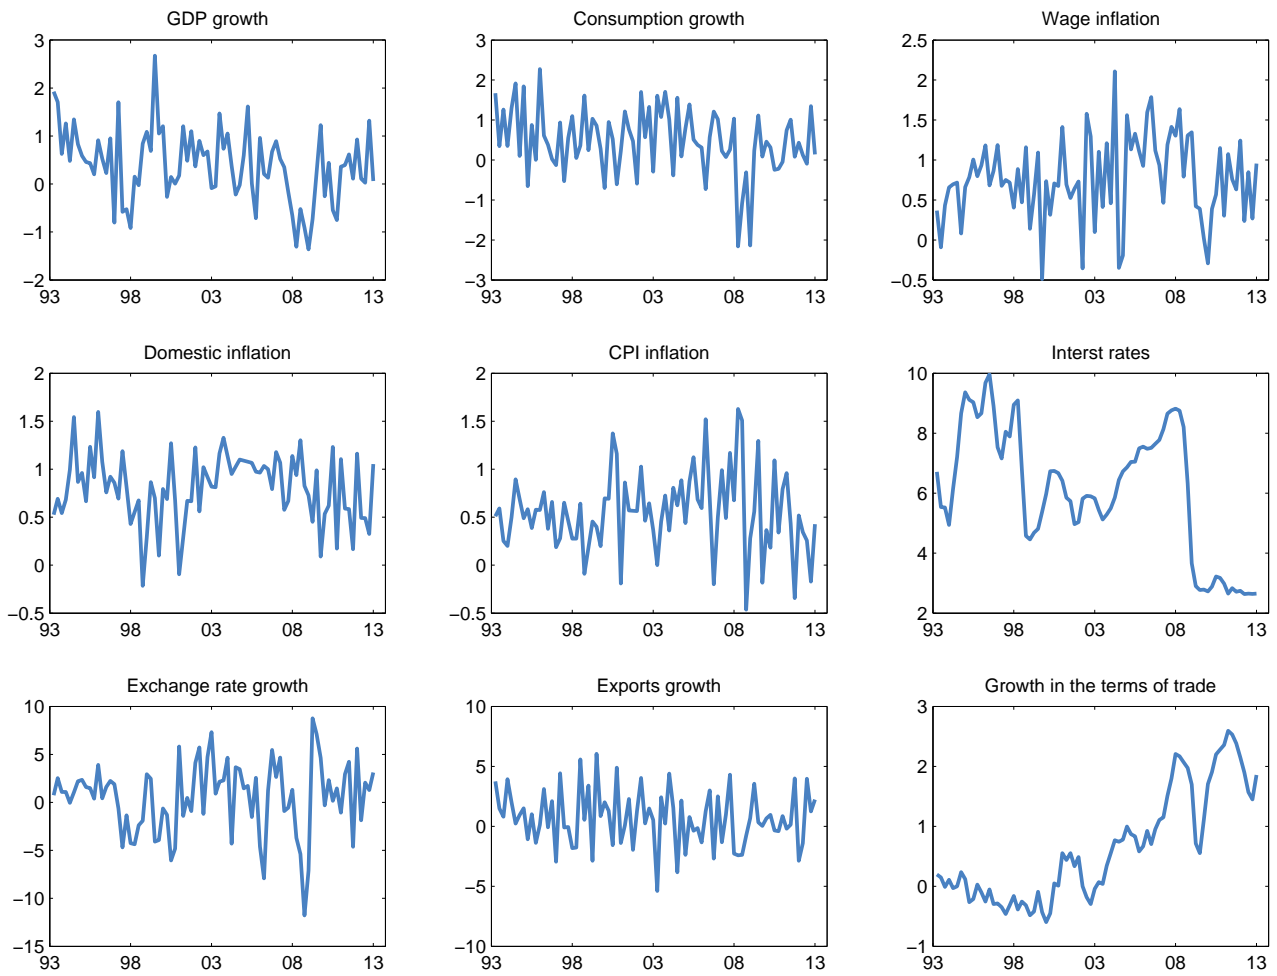 GDP growth
3
2
1
0
−1
−2
93 98 03 08 13
Consumption growth
3
2
1
0
−1
−2
−3
93 98 03 08 13
Wage inflation
2.5
2
1.5
1
0.5
0
−0.5
93 98 03 08 13
Domestic inflation
2
1.5
1
0.5
0
−0.5
93 98 03 08 13
CPI inflation
2
1.5
1
0.5
0
−0.5
93 98 03 08 13
Interst rates
10
8
6
4
2
93 98 03 08 13
Exchange rate growth
10
5
0
−5
−10
−15
93 98 03 08 13
Exports growth
10
5
0
−5
−10
93 98 03 08 13
Growth in the terms of trade
3
2
1
0
−1
93 98 03 08 13